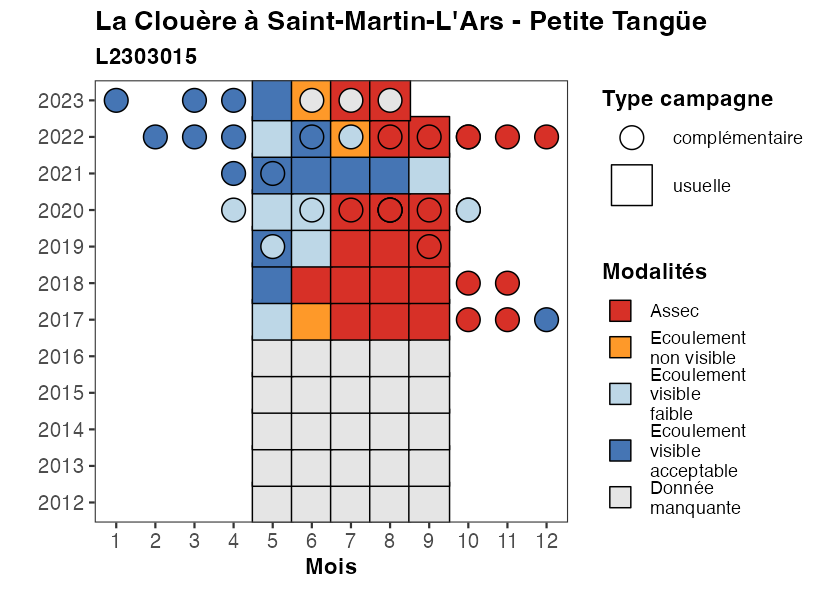 La Clouère à Saint-Martin-L'Ars - Petite Tangüe
L2303015
2023
2022
2021
2020
2019
2018
2017
2016
2015
2014
2013
2012
1 2 3 4 5 6 7 8 9 10 11 12
Mois
Type campagne
complémentaire
usuelle
Modalités
Assec
Ecoulement
non visible
Ecoulement
visible
faible
Ecoulement
visible
acceptable
Donnée
manquante